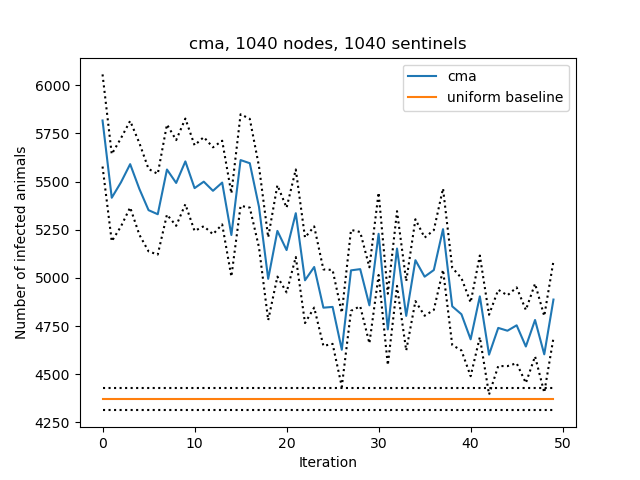 cma, 1040 nodes, 1040 sentinels
cma
uniform baseline
Number of infected animals
6000
5750
5500
5250
5000
4750
4500
4250
0 10 20 30 40 50
Iteration